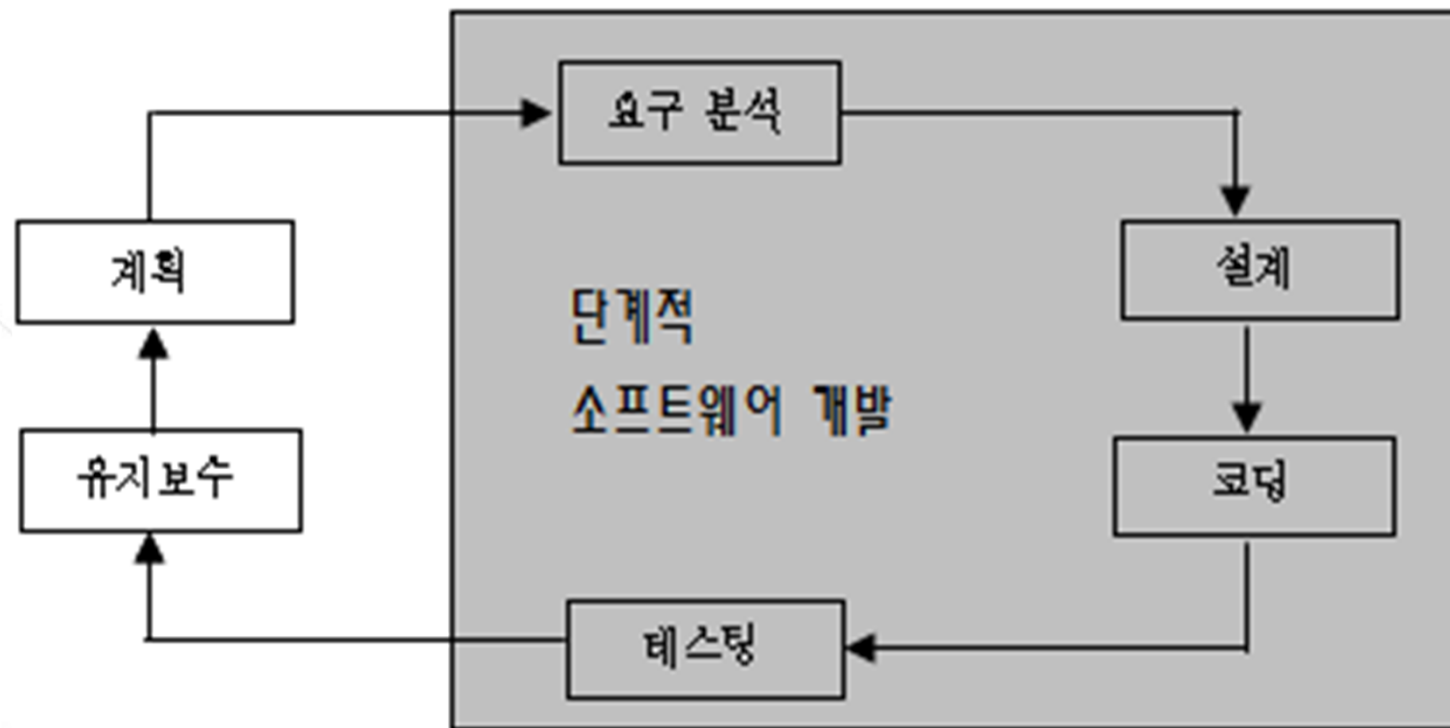 요구 분석
계획
설계
단계적
소프트웨어 개발
유지보수
코딩
테스팅